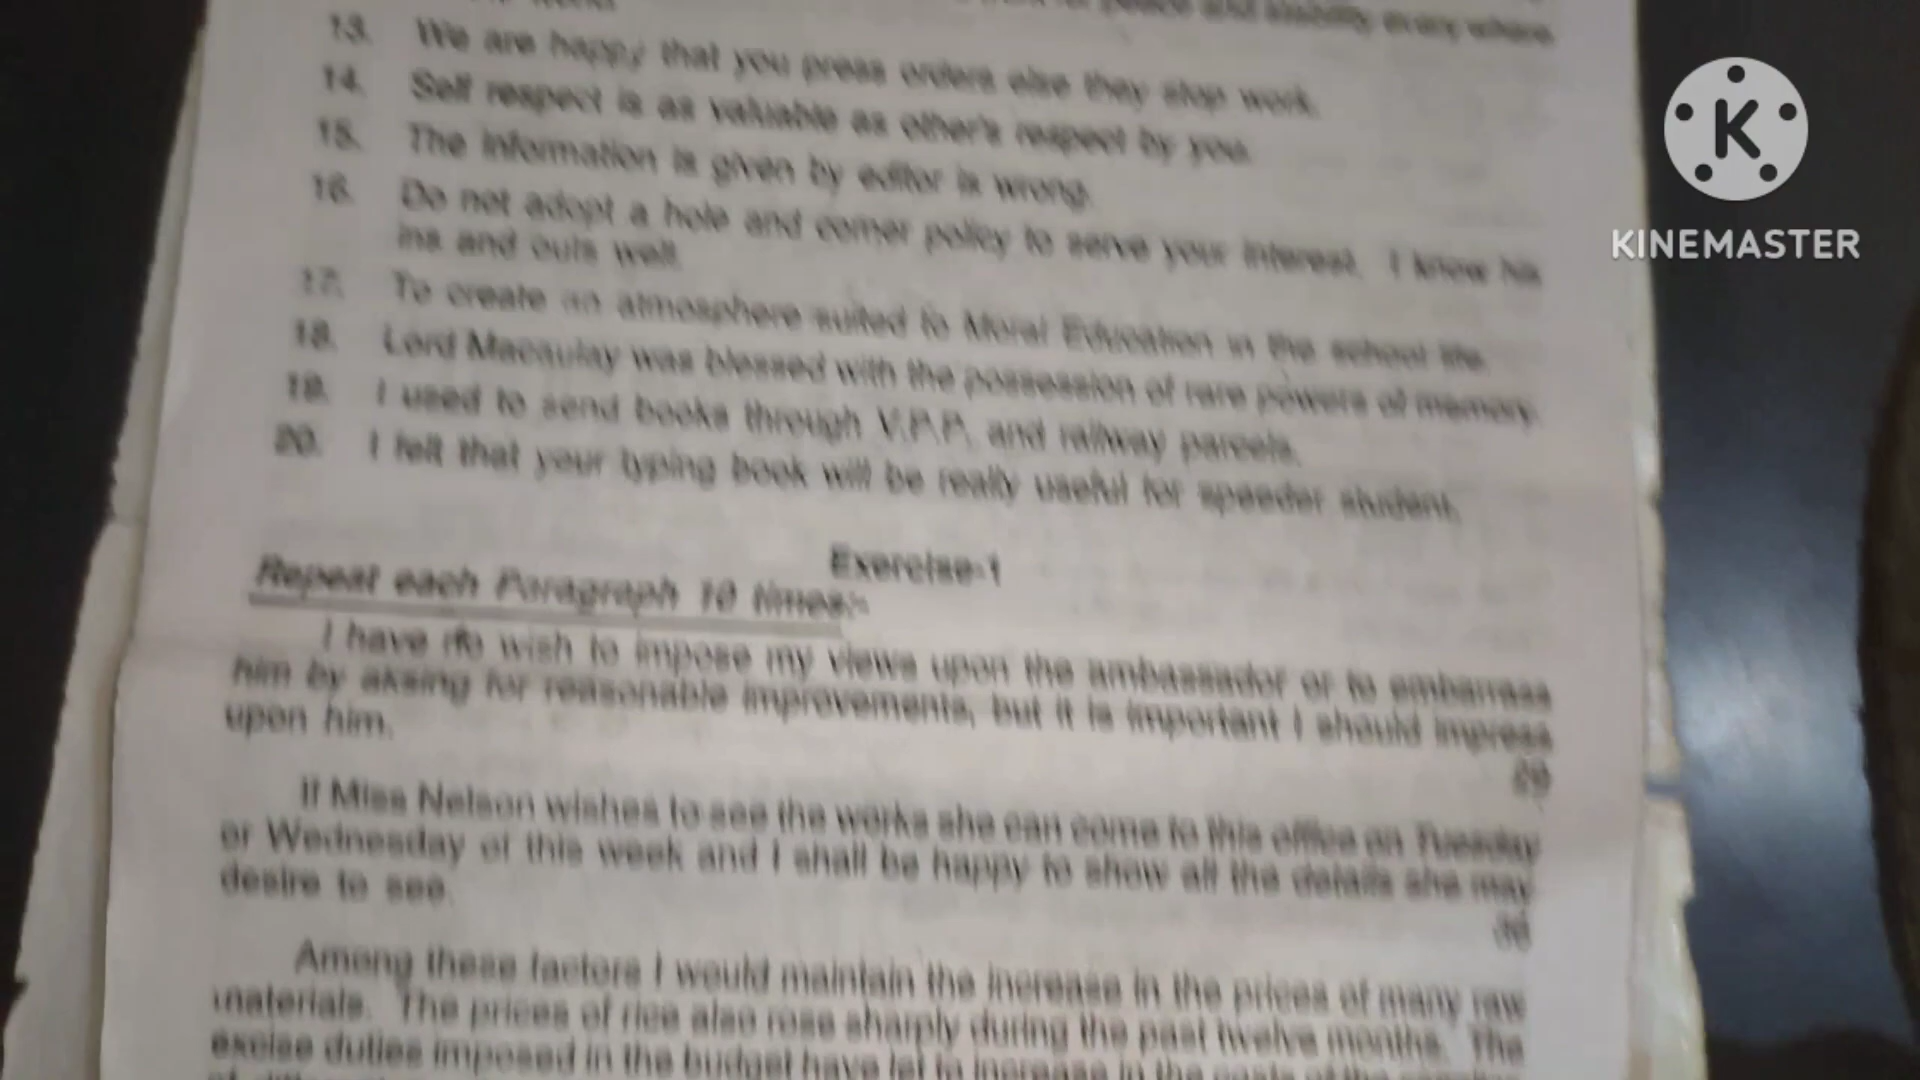 peace and stability every where.
13. We are happy that you press orders else they stop work.
14. Self respect is as valuable as other's respect by you.
15. The information is given by editor is wrong.
16. Do not adopt a hole and corner policy to serve your interest. I know his
ins and outs well.
17. To create an atmosphere suited to Moral Education in the school life.
18. Lord Macaulay was blessed with the possession of rare powers of memory.
19. I used to send books through V.P.P. and railway parcels.
20. I felt that your typing book will be really useful for speeder student.
Exercise-1
Repeat each Paragraph 10 times:-
I have no wish to impose my views upon the ambassador or to embarrass
him by aksing for reasonable improvements, but it is important I should impress
upon him.
If Miss Nelson wishes to see the works she can come to this office on Tuesday
or Wednesday of this week and I shall be happy to show all the details she may
desire to see.
Among these factors I would maintain the increase in the prices of many raw
materials. The prices of rice also rose sharply during the past twelve months. The
excise duties imposed in the budget have let to increase in the costs of the
KINEMASTER